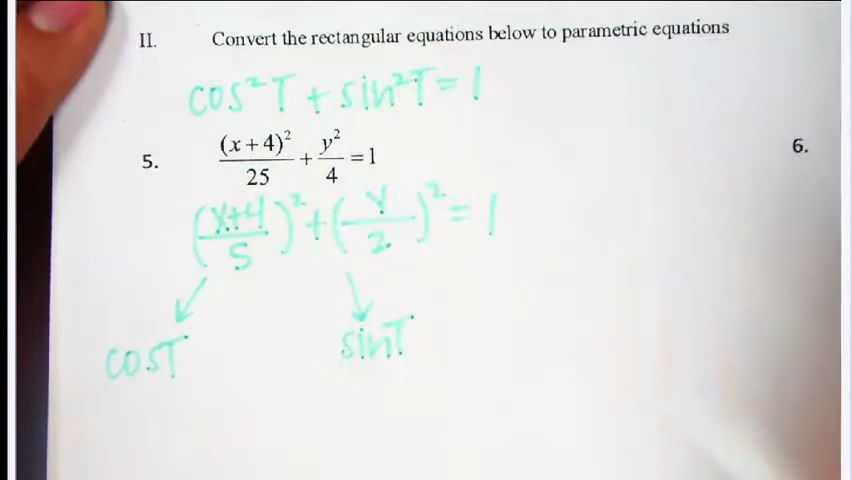 II. Convert the rectangular equations below to parametric equations
cos²T + sin²T = 1
5. (x+4)²/25 + y²/4 = 1 6.
(x+4/5)² + (y/2)² = 1
cosT sinT